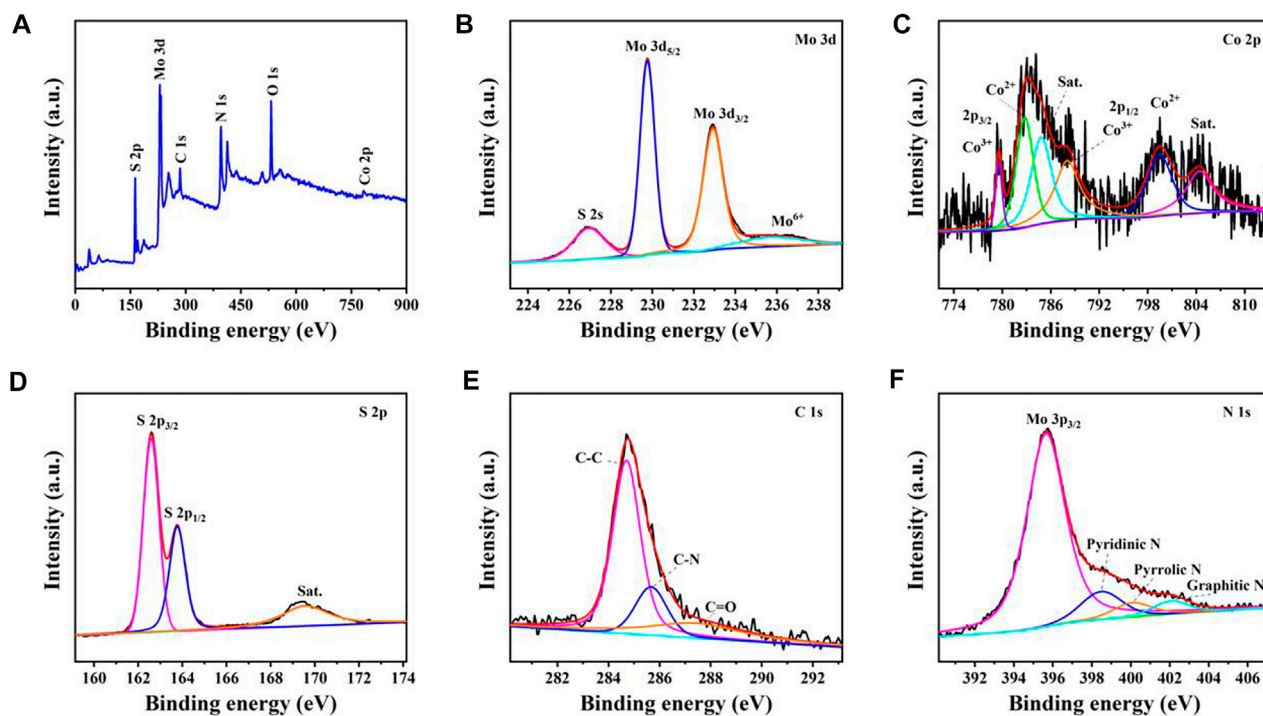 A
Intensity (a.u.)
S 2p
Mo 3d
C 1s
N 1s
O 1s
Co 2p
0 150 300 450 600 750 900
Binding energy (eV)
B
Intensity (a.u.)
Mo 3d
Mo 3d5/2
Mo 3d3/2
S 2s
Mo6+
224 226 228 230 232 234 236 238
Binding energy (eV)
C
Intensity (a.u.)
Co 2p
Co2+
Sat.
2p3/2
Co3+
2p1/2
Co3+
Co2+
Sat.
774 780 786 792 798 804 810
Binding energy (eV)
D
Intensity (a.u.)
S 2p
S 2p3/2
S 2p1/2
Sat.
160 162 164 166 168 170 172 174
Binding energy (eV)
E
Intensity (a.u.)
C 1s
C-C
C-N
C=O
282 284 286 288 290 292
Binding energy (eV)
F
Intensity (a.u.)
N 1s
Mo 3p3/2
Pyridinic N
Pyrrolic N
Graphitic N
392 394 396 398 400 402 404 406
Binding energy (eV)